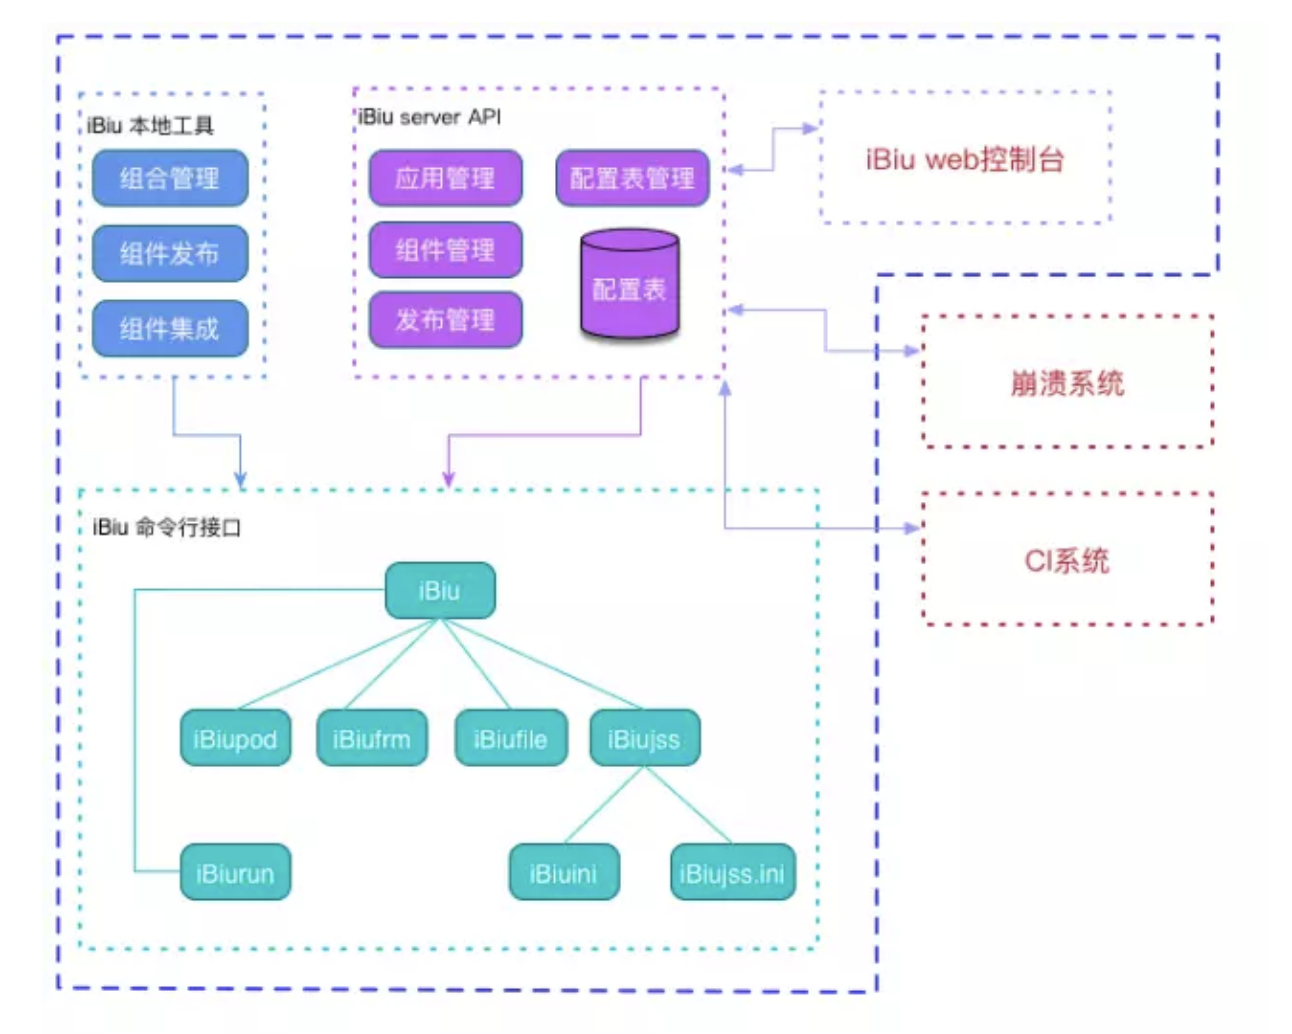 iBiu 本地工具
组合管理
组件发布
组件集成
iBiu server API
应用管理
配置表管理
组件管理
配置表
发布管理
iBiu web控制台
崩溃系统
CI系统
iBiu 命令行接口
iBiu
iBiupod
iBiufrm
iBiufile
iBiujss
iBiurun
iBiuini
iBiujss.ini